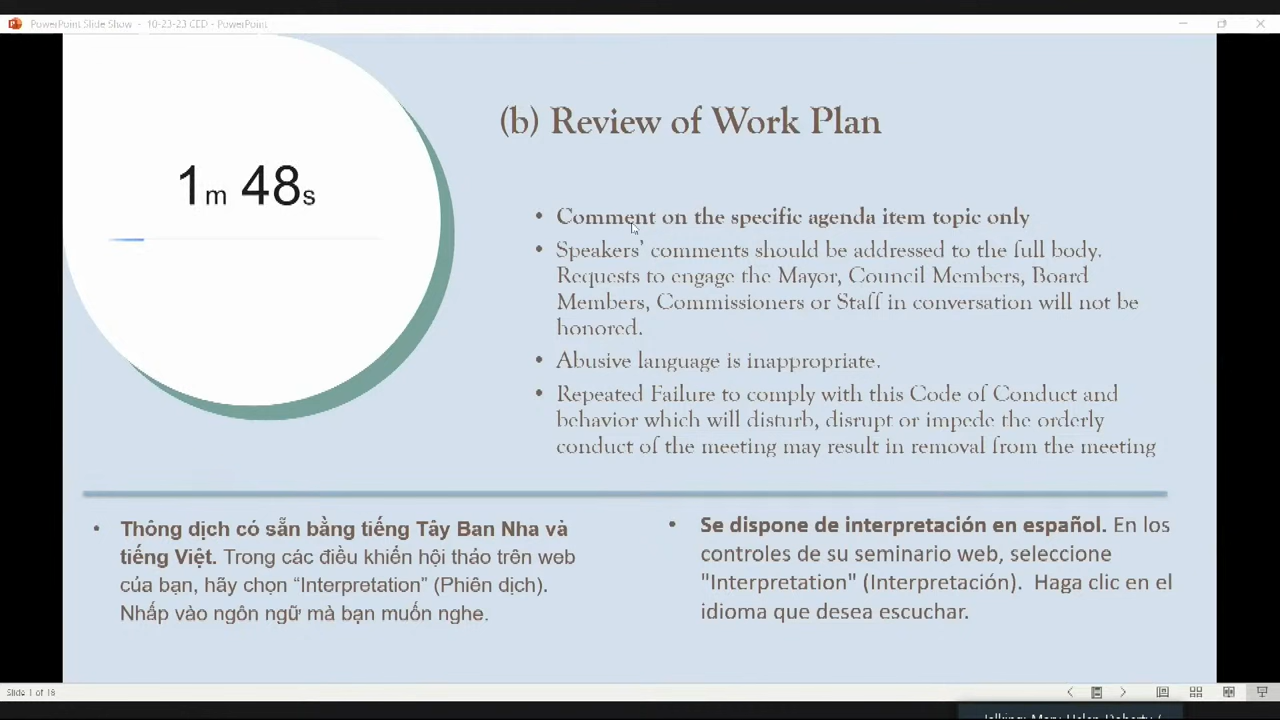 PowerPoint Slide Show - 10-23-23 CED - PowerPoint
1m 48s
(b) Review of Work Plan
• Comment on the specific agenda item topic only
• Speakers’ comments should be addressed to the full body.
Requests to engage the Mayor, Council Members, Board
Members, Commissioners or Staff in conversation will not be
honored.
• Abusive language is inappropriate.
• Repeated Failure to comply with this Code of Conduct and
behavior which will disturb, disrupt or impede the orderly
conduct of the meeting may result in removal from the meeting
• Thông dịch có sẵn bằng tiếng Tây Ban Nha và
tiếng Việt. Trong các điều khiển hội thảo trên web
của bạn, hãy chọn “Interpretation” (Phiên dịch).
Nhấp vào ngôn ngữ mà bạn muốn nghe.
• Se dispone de interpretación en español. En los
controles de su seminario web, seleccione
"Interpretation" (Interpretación). Haga clic en el
idioma que desea escuchar.
Slide 1 of 18
Talking: Mary Helen Doherty (